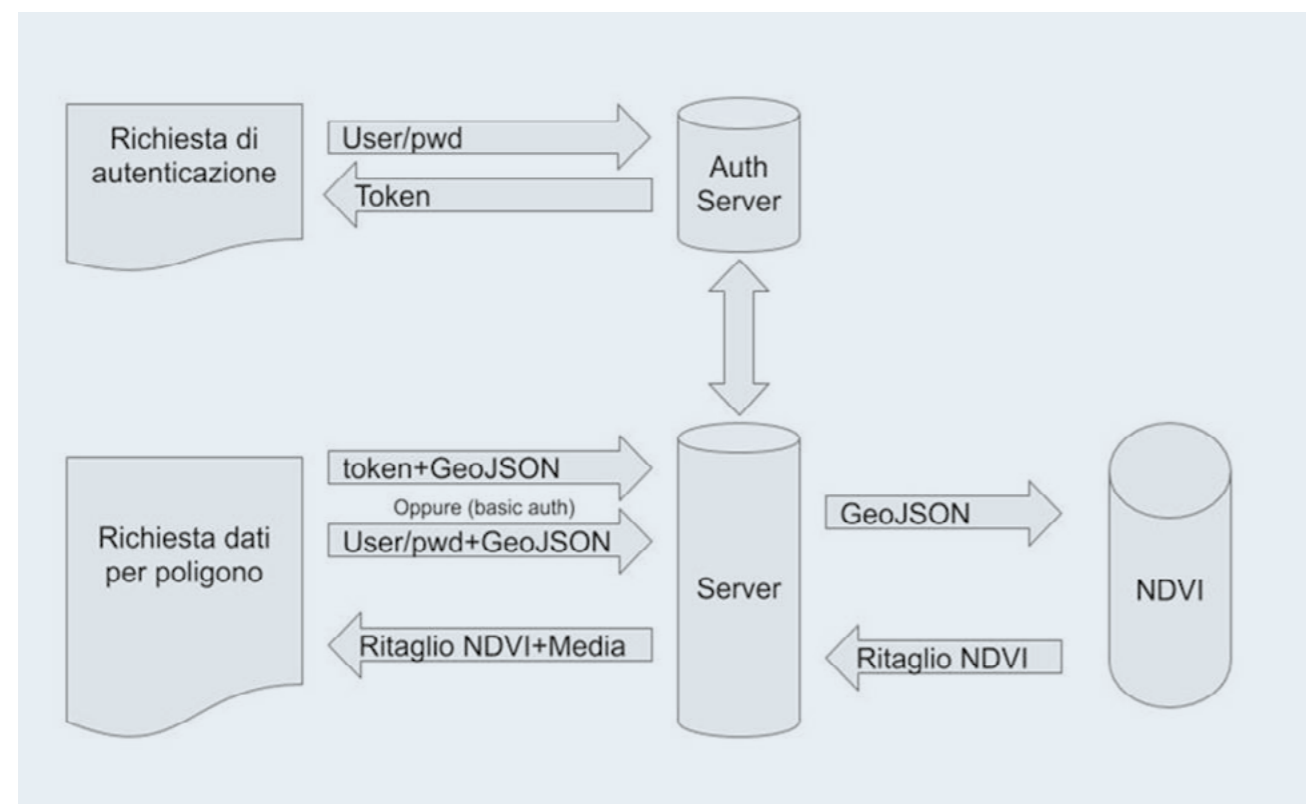 Richiesta di
autenticazione
User/pwd
Token
Auth
Server
Richiesta dati
per poligono
token+GeoJSON
Oppure (basic auth)
User/pwd+GeoJSON
Ritaglio NDVI+Media
Server
GeoJSON
Ritaglio NDVI
NDVI